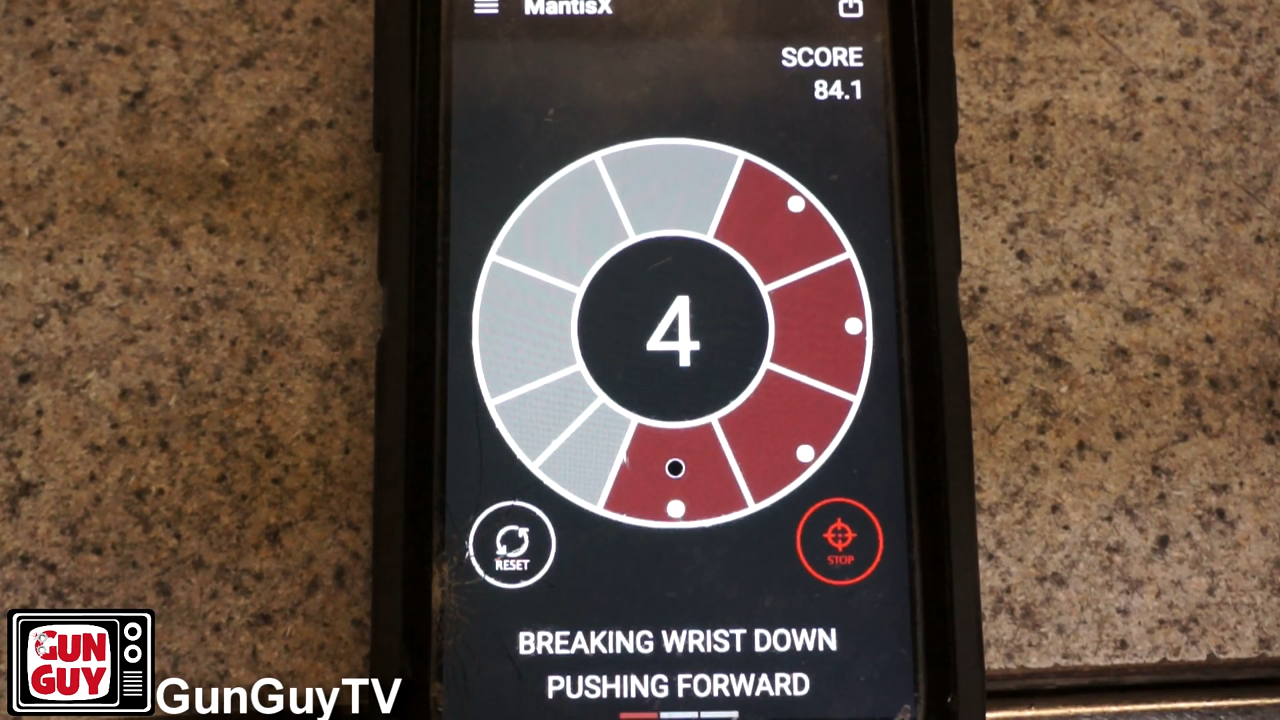 MantisX
SCORE
84.1
4
RESET
STOP
BREAKING WRIST DOWN
PUSHING FORWARD
GUN
GUY
GunGuyTV